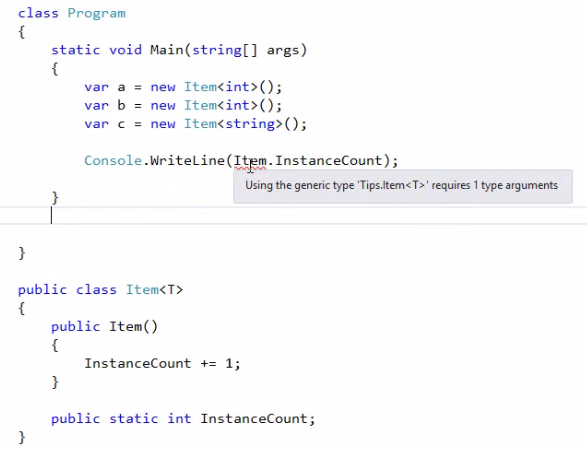 class Program
{
static void Main(string[] args)
{
var a = new Item<int>();
var b = new Item<int>();
var c = new Item<string>();
Console.WriteLine(Item.InstanceCount);
Using the generic type 'Tips.Item<T>' requires 1 type arguments
}
}
public class Item<T>
{
public Item()
{
InstanceCount += 1;
}
public static int InstanceCount;
}